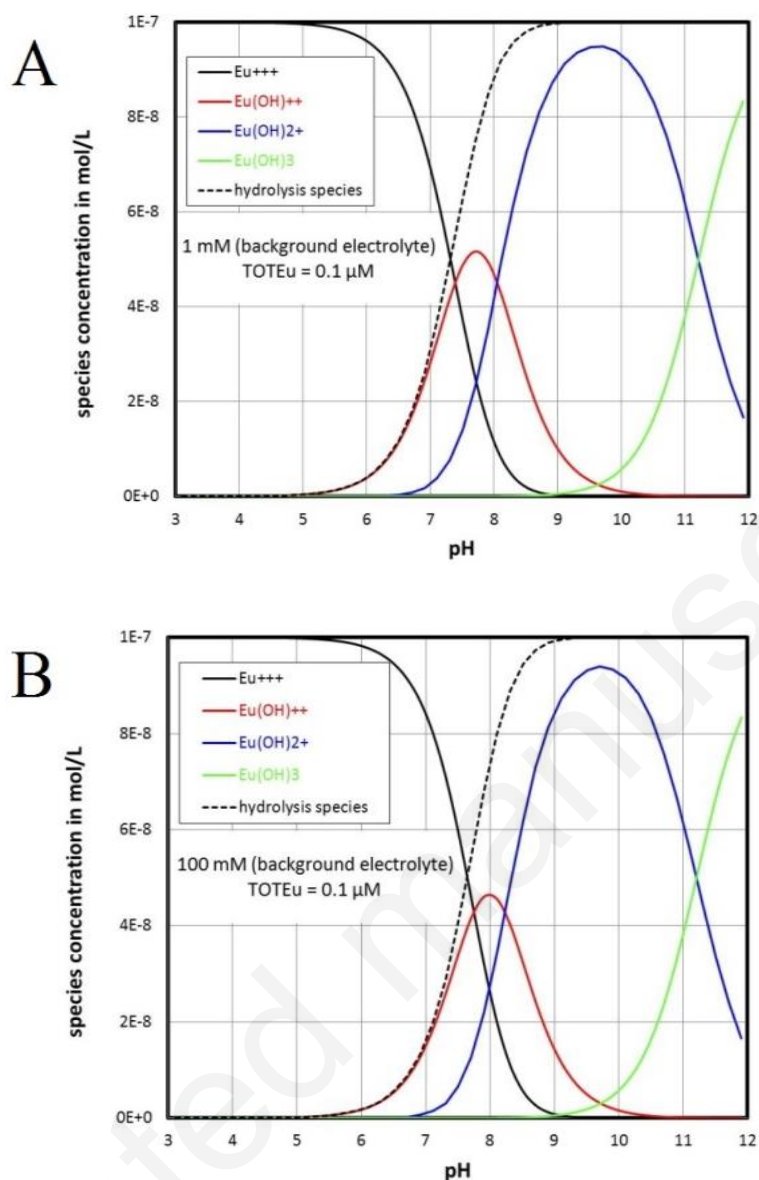 A
1E-7
8E-8
6E-8
4E-8
2E-8
0E+0
species concentration in mol/L
Eu+++
Eu(OH)++
Eu(OH)2+
Eu(OH)3
hydrolysis species
1 mM (background electrolyte)
TOTEu = 0.1 µM
3 4 5 6 7 8 9 10 11 12
pH
B
1E-7
8E-8
6E-8
4E-8
2E-8
0E+0
species concentration in mol/L
Eu+++
Eu(OH)++
Eu(OH)2+
Eu(OH)3
hydrolysis species
100 mM (background electrolyte)
TOTEu = 0.1 µM
3 4 5 6 7 8 9 10 11 12
pH
ted manus